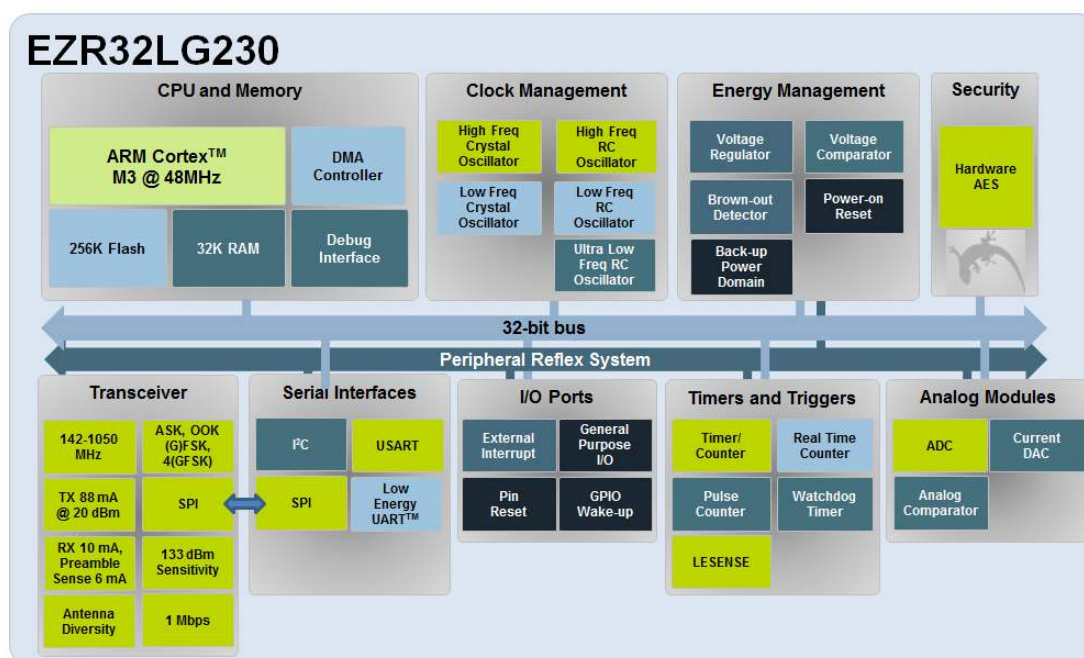 EZR32LG230
CPU and Memory
ARM Cortex™
M3 @ 48MHz
DMA
Controller
256K Flash
32K RAM
Debug
Interface
Clock Management
High Freq
Crystal
Oscillator
High Freq
RC
Oscillator
Low Freq
Crystal
Oscillator
Low Freq
RC
Oscillator
Ultra Low
Freq RC
Oscillator
Energy Management
Voltage
Regulator
Voltage
Comparator
Brown-out
Detector
Power-on
Reset
Back-up
Power
Domain
Security
Hardware
AES
32-bit bus
Peripheral Reflex System
Transceiver
142-1050
MHz
ASK, OOK
(G)FSK,
4(GFSK)
TX 88 mA
@ 20 dBm
SPI
RX 10 mA,
Preamble
Sense 6 mA
133 dBm
Sensitivity
Antenna
Diversity
1 Mbps
Serial Interfaces
I²C
USART
SPI
Low
Energy
UART™
I/O Ports
External
Interrupt
General
Purpose
I/O
Pin
Reset
GPIO
Wake-up
Timers and Triggers
Timer/
Counter
Real Time
Counter
Pulse
Counter
Watchdog
Timer
LESENSE
Analog Modules
ADC
Current
DAC
Analog
Comparator